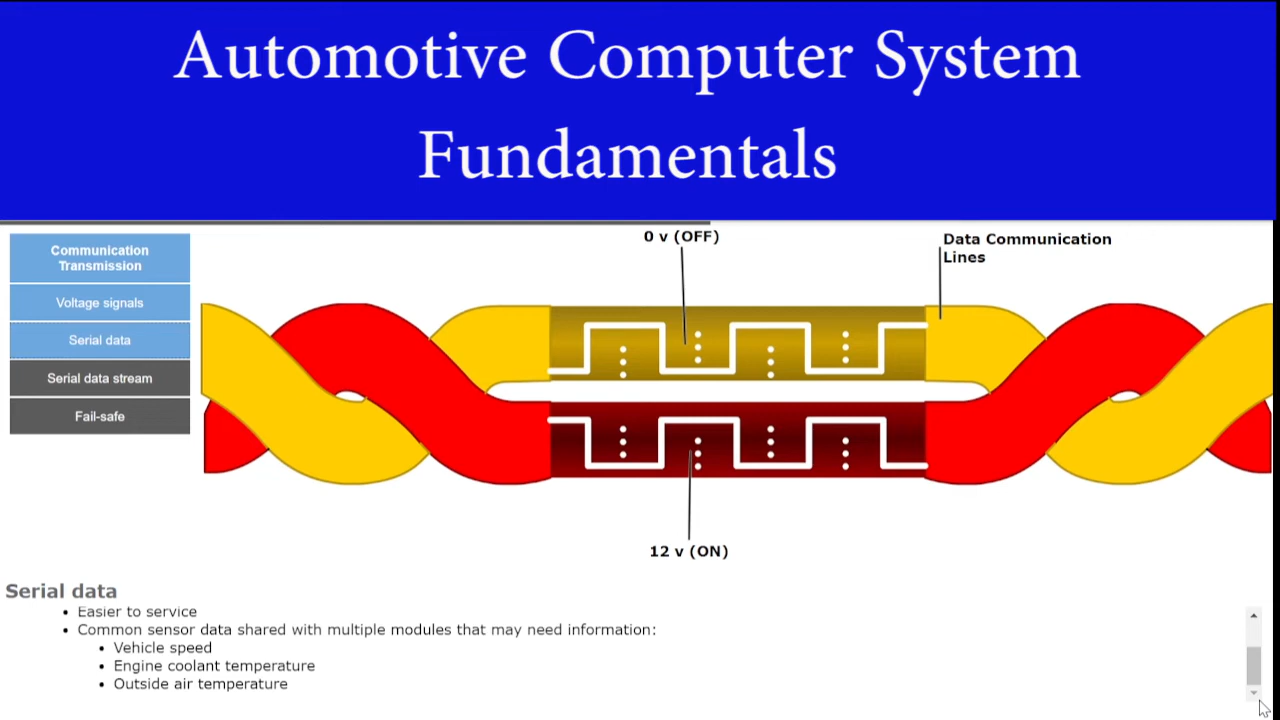 Automotive Computer System
Fundamentals
Communication
Transmission
Voltage signals
Serial data
Serial data stream
Fail-safe
0 v (OFF)
Data Communication
Lines
12 v (ON)
Serial data
• Easier to service
• Common sensor data shared with multiple modules that may need information:
• Vehicle speed
• Engine coolant temperature
• Outside air temperature